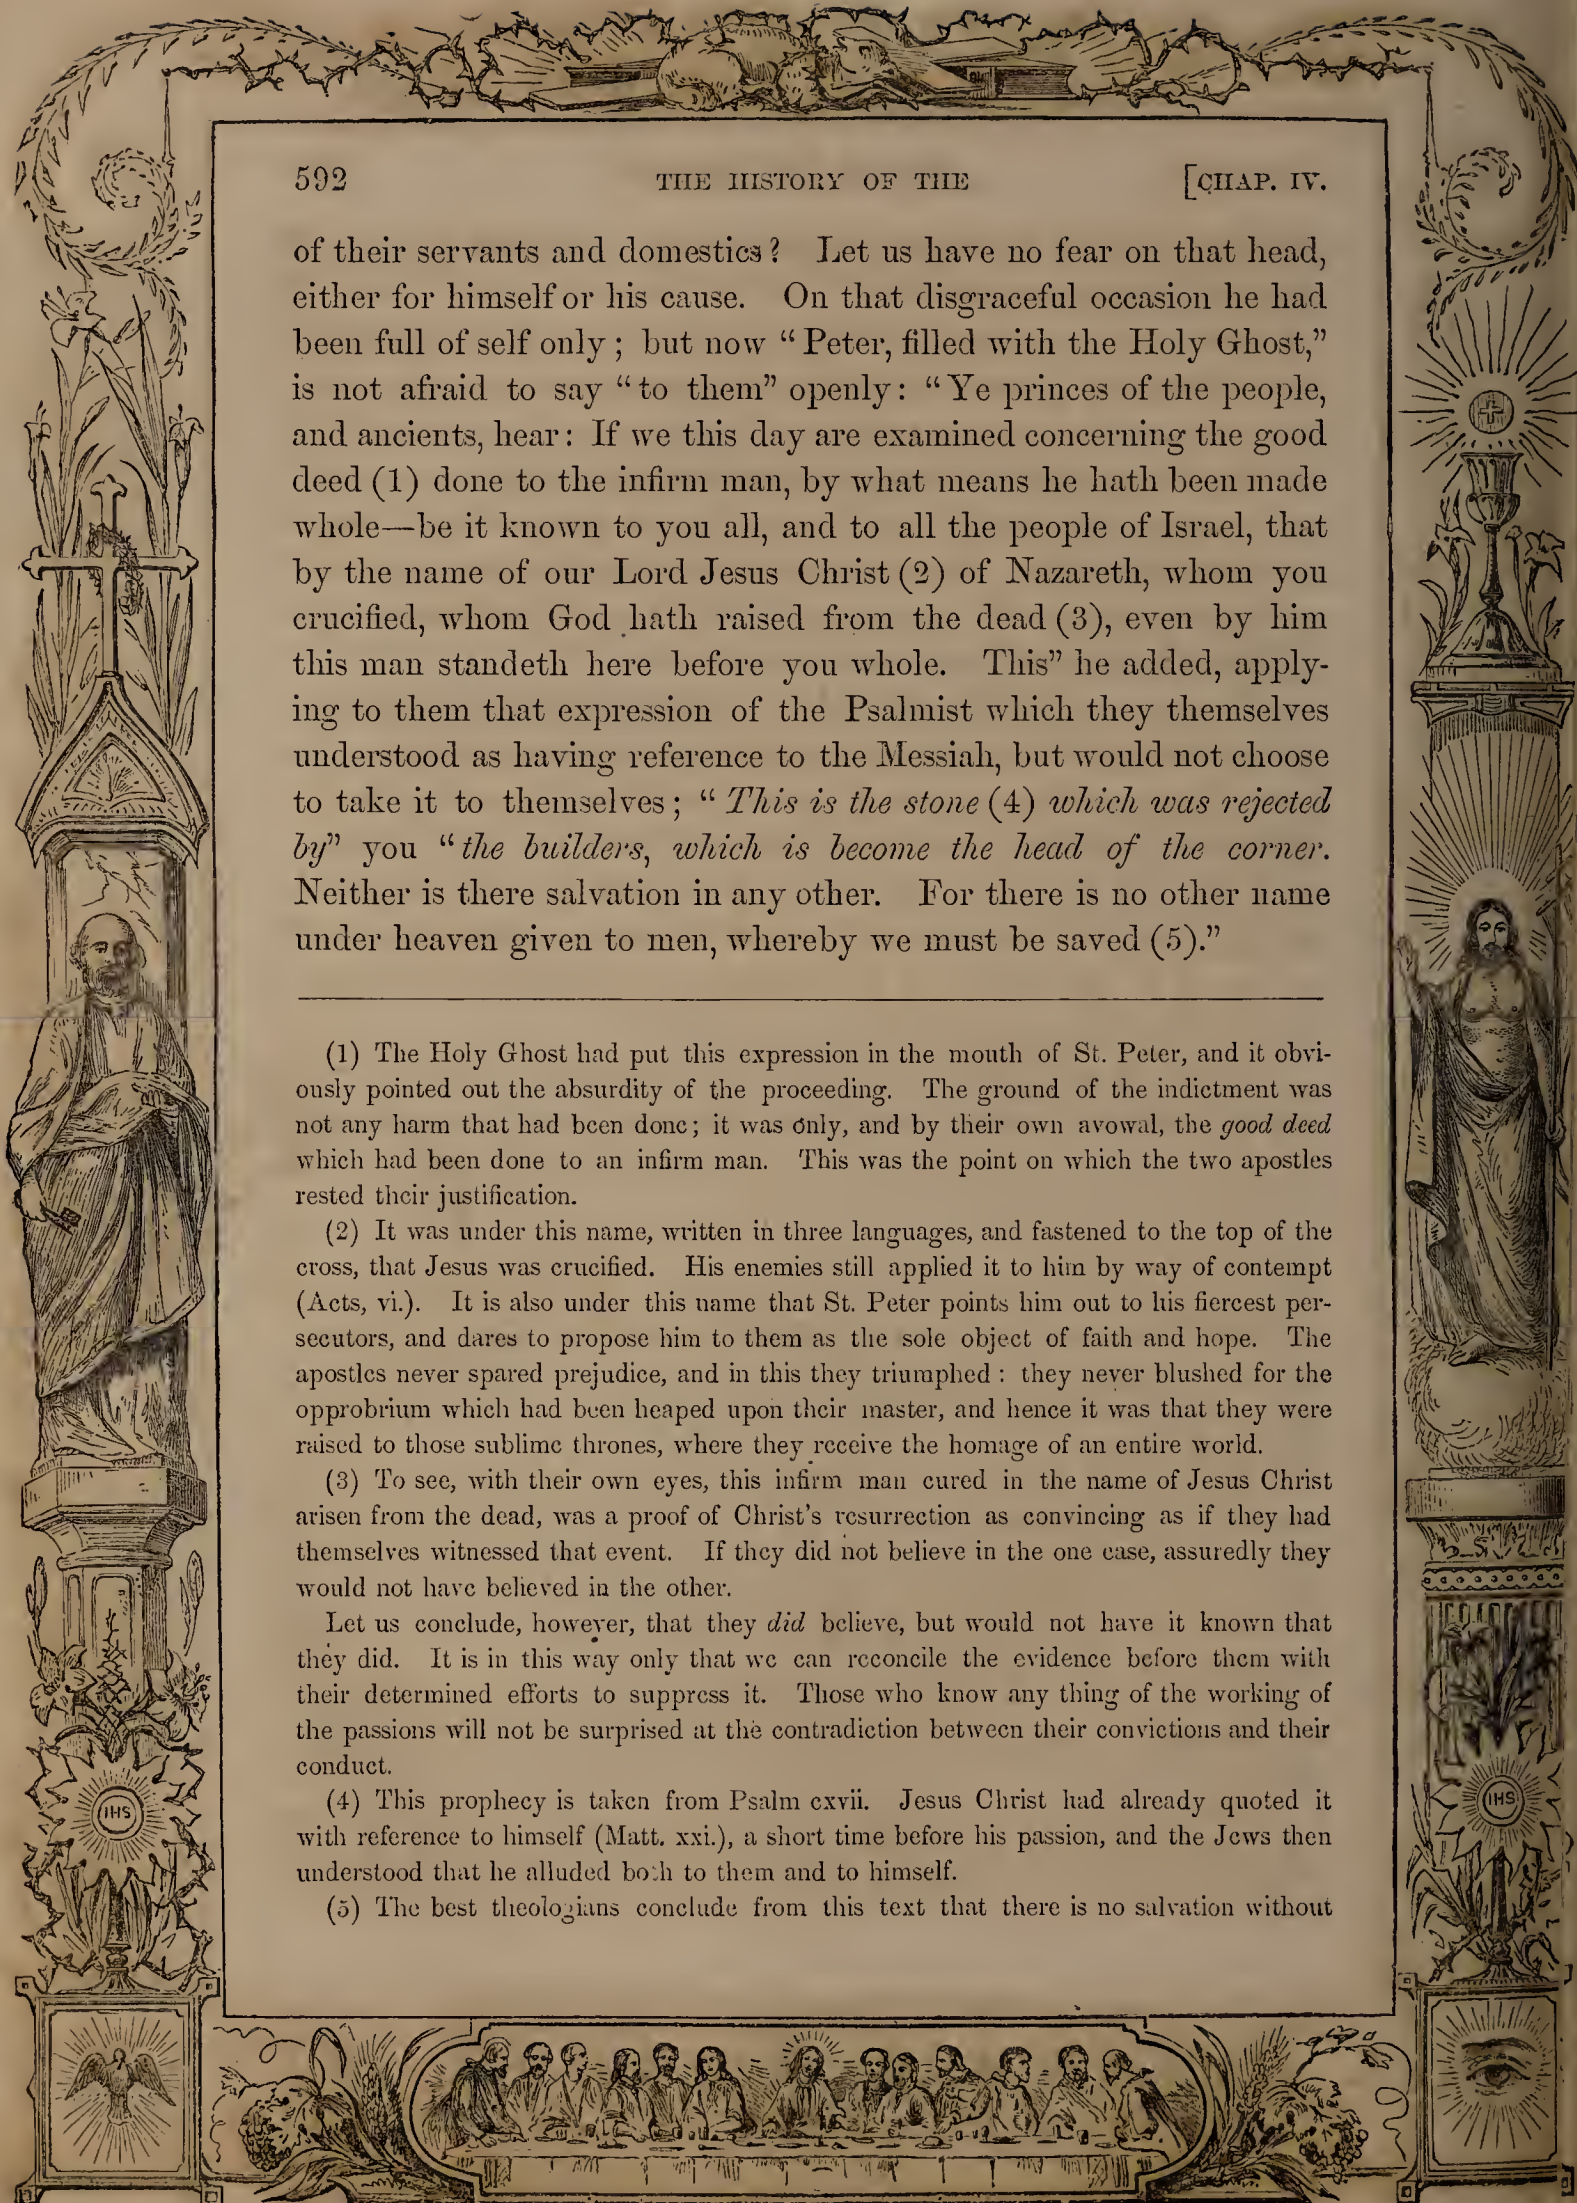 592 THE HISTORY OF THE [CHAP. IV.
of their servants and domestics? Let us have no fear on that head,
either for himself or his cause. On that disgraceful occasion he had
been full of self only; but now “Peter, filled with the Holy Ghost,”
is not afraid to say “to them” openly: “Ye princes of the people,
and ancients, hear: If we this day are examined concerning the good
deed (1) done to the infirm man, by what means he hath been made
whole—be it known to you all, and to all the people of Israel, that
by the name of our Lord Jesus Christ (2) of Nazareth, whom you
crucified, whom God hath raised from the dead (3), even by him
this man standeth here before you whole. This” he added, apply-
ing to them that expression of the Psalmist which they themselves
understood as having reference to the Messiah, but would not choose
to take it to themselves; “This is the stone (4) which was rejected
by” you “the builders, which is become the head of the corner.
Neither is there salvation in any other. For there is no other name
under heaven given to men, whereby we must be saved (5).”
(1) The Holy Ghost had put this expression in the mouth of St. Peter, and it obvi-
ously pointed out the absurdity of the proceeding. The ground of the indictment was
not any harm that had been done; it was only, and by their own avowal, the good deed
which had been done to an infirm man. This was the point on which the two apostles
rested their justification.
(2) It was under this name, written in three languages, and fastened to the top of the
cross, that Jesus was crucified. His enemies still applied it to him by way of contempt
(Acts, vi.). It is also under this name that St. Peter points him out to his fiercest per-
secutors, and dares to propose him to them as the sole object of faith and hope. The
apostles never spared prejudice, and in this they triumphed: they never blushed for the
opprobrium which had been heaped upon their master, and hence it was that they were
raised to those sublime thrones, where they receive the homage of an entire world.
(3) To see, with their own eyes, this infirm man cured in the name of Jesus Christ
arisen from the dead, was a proof of Christ's resurrection as convincing as if they had
themselves witnessed that event. If they did not believe in the one case, assuredly they
would not have believed in the other.
Let us conclude, however, that they did believe, but would not have it known that
they did. It is in this way only that we can reconcile the evidence before them with
their determined efforts to suppress it. Those who know any thing of the working of
the passions will not be surprised at the contradiction between their convictions and their
conduct.
(4) This prophecy is taken from Psalm cxvii. Jesus Christ had already quoted it
with reference to himself (Matt. xxi.), a short time before his passion, and the Jews then
understood that he alluded both to them and to himself.
(5) The best theologians conclude from this text that there is no salvation without
IHS
IHS